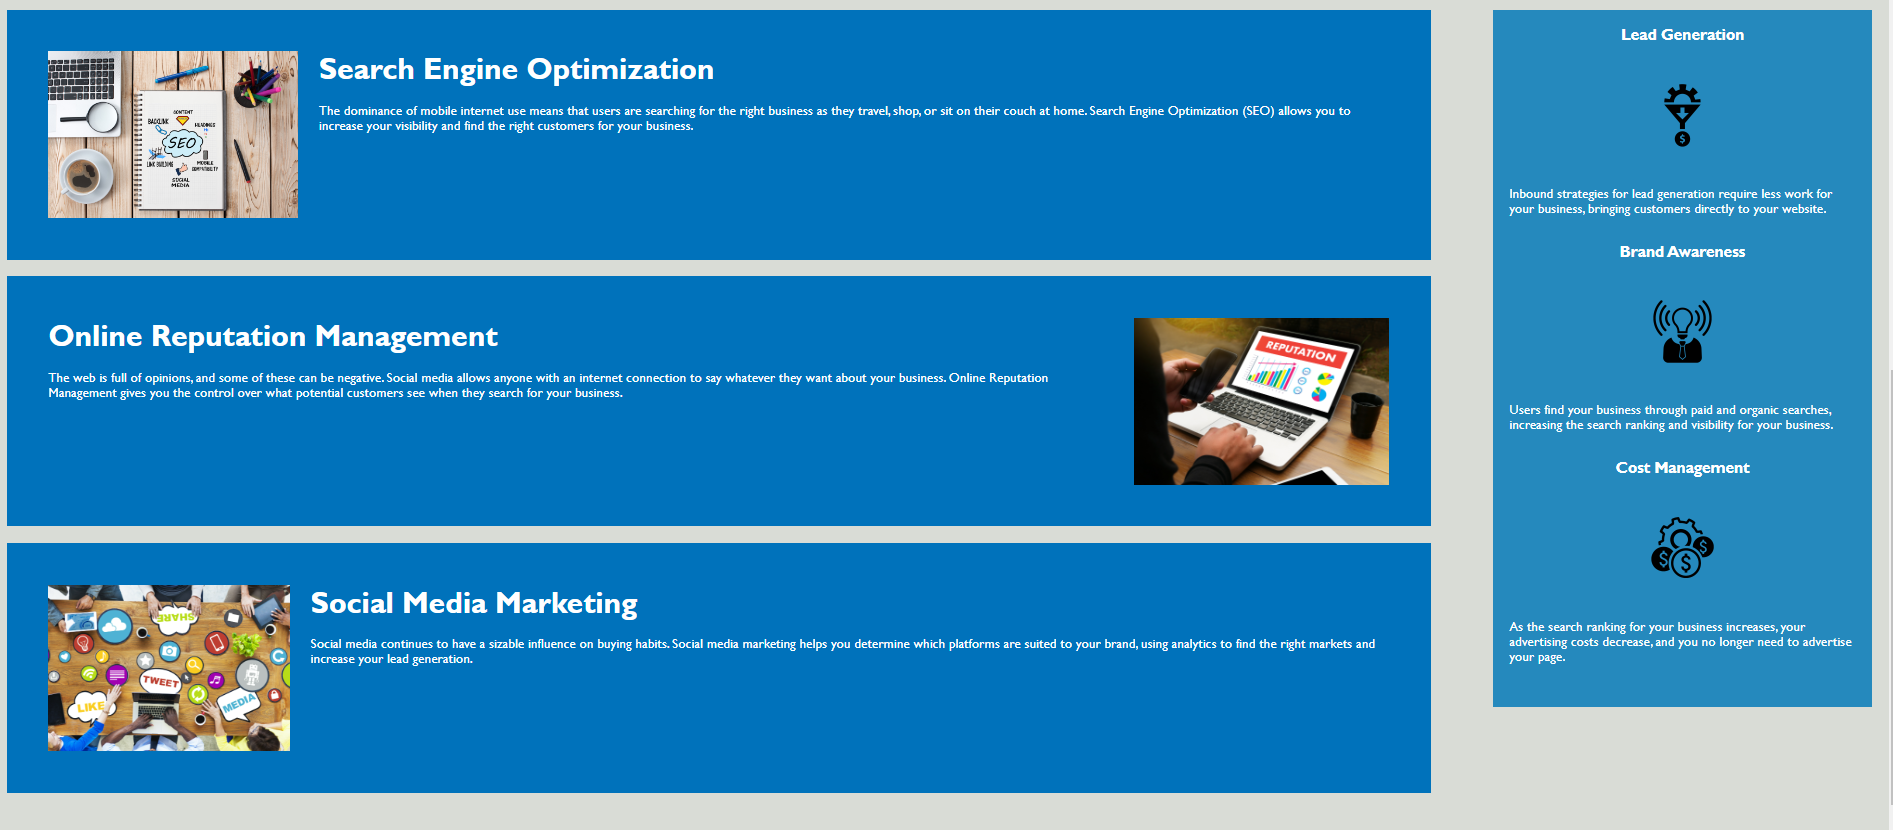 Search Engine Optimization
The dominance of mobile internet use means that users are searching for the right business as they travel, shop, or sit on their couch at home. Search Engine Optimization (SEO) allows you to
increase your visibility and find the right customers for your business.
CONTENT
BACKLINK
HEADINGS
SEO
LINK BUILDING
MOBILE
COMPATIBILITY
SOCIAL
MEDIA
Online Reputation Management
The web is full of opinions, and some of these can be negative. Social media allows anyone with an internet connection to say whatever they want about your business. Online Reputation
Management gives you the control over what potential customers see when they search for your business.
REPUTATION
Social Media Marketing
Social media continues to have a sizable influence on buying habits. Social media marketing helps you determine which platforms are suited to your brand, using analytics to find the right markets and
increase your lead generation.
SHARE
TWEET
LIKE
MEDIA
Lead Generation
$
Inbound strategies for lead generation require less work for
your business, bringing customers directly to your website.
Brand Awareness
Users find your business through paid and organic searches,
increasing the search ranking and visibility for your business.
Cost Management
$ $ $
As the search ranking for your business increases, your
advertising costs decrease, and you no longer need to advertise
your page.